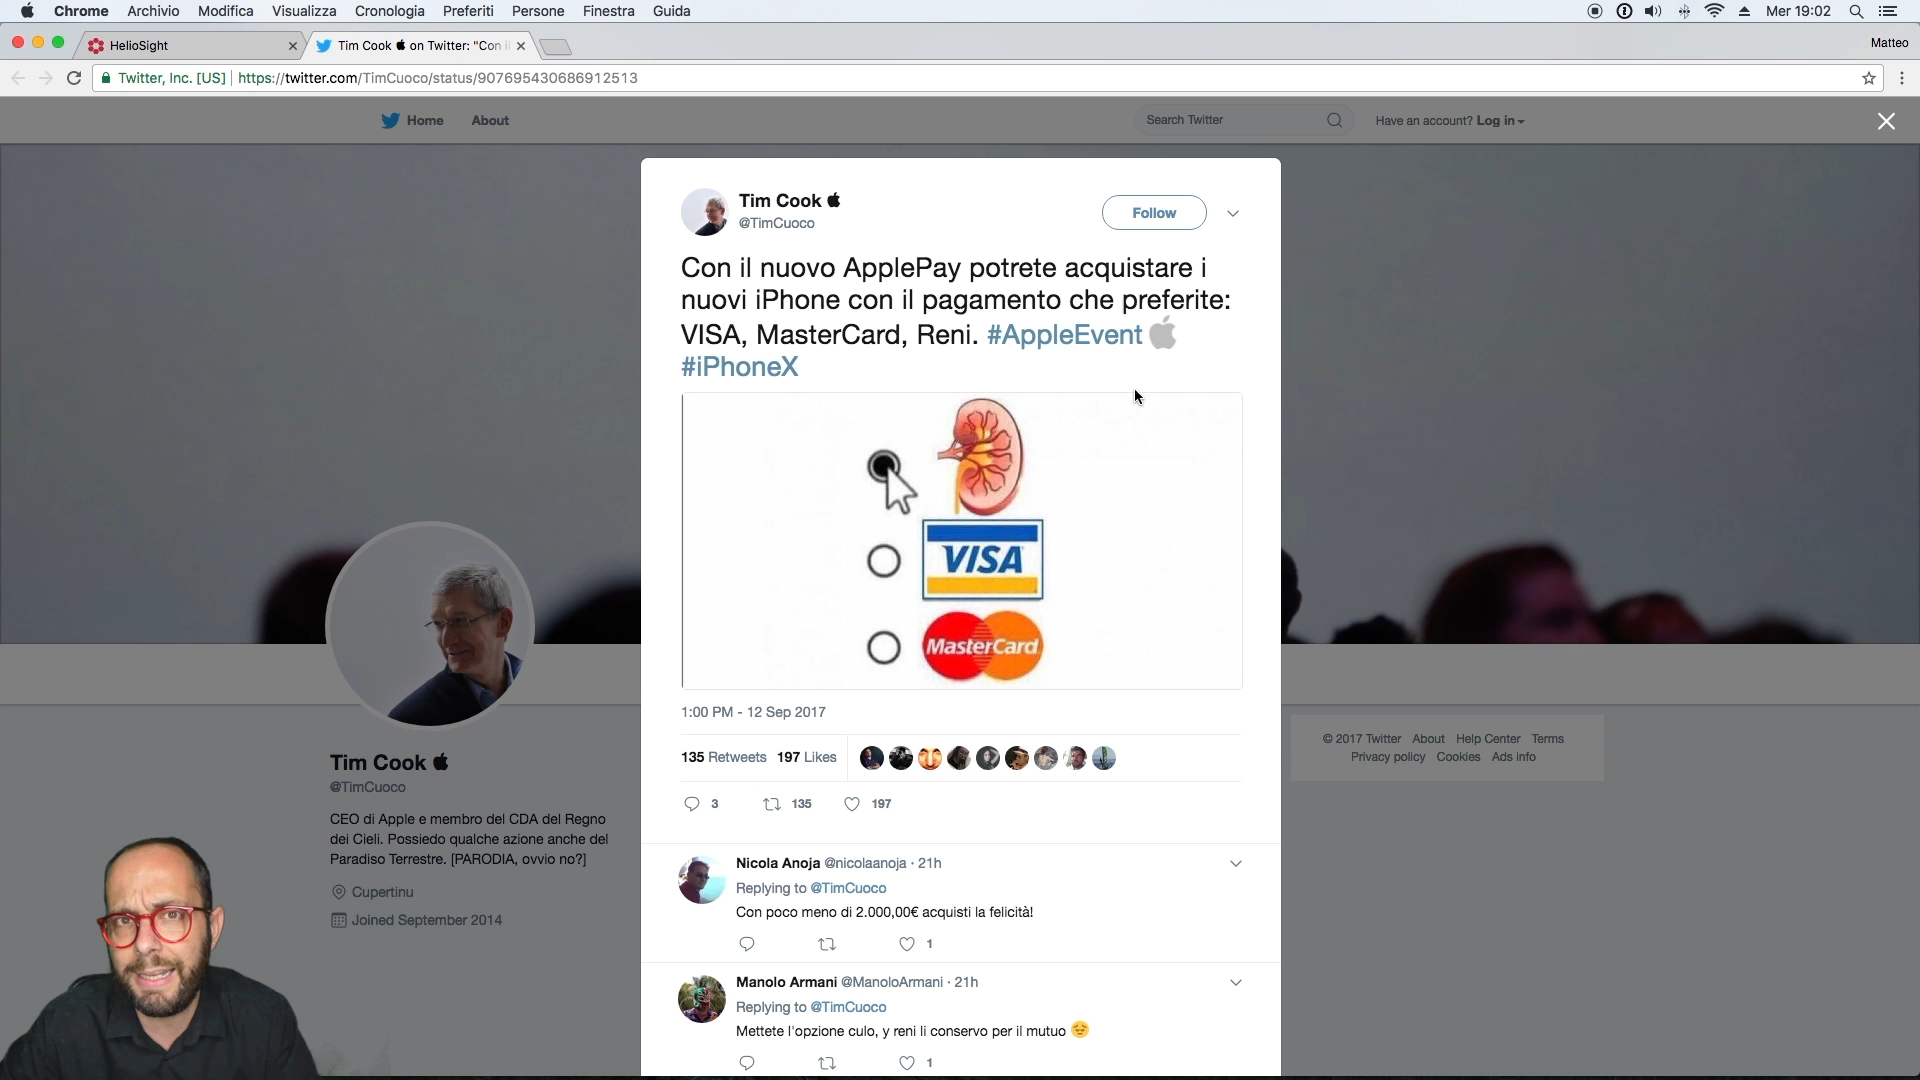 Chrome Archivio Modifica Visualizza Cronologia Preferiti Persone Finestra Guida Mer 19:02
HelioSight
Tim Cook on Twitter: "Con il
Matteo
Twitter, Inc. [US] | https://twitter.com/TimCuoco/status/907695430686912513
Home About Search Twitter Have an account? Log in
Tim Cook
@TimCuoco
Follow
Con il nuovo ApplePay potrete acquistare i
nuovi iPhone con il pagamento che preferite:
VISA, MasterCard, Reni. #AppleEvent
#iPhoneX
VISA
MasterCard
1:00 PM - 12 Sep 2017
135 Retweets 197 Likes
3 135 197
Tim Cook
@TimCuoco
CEO di Apple e membro del CDA del Regno
dei Cieli. Possiedo qualche azione anche del
Paradiso Terrestre. [PARODIA, ovvio no?]
Cupertinu
Joined September 2014
Nicola Anoja @nicolaanoja · 21h
Replying to @TimCuoco
Con poco meno di 2.000,00€ acquisti la felicità!
1
Manolo Armani @ManoloArmani · 21h
Replying to @TimCuoco
Mettete l'opzione culo, y reni li conservo per il mutuo 😔
1
© 2017 Twitter About Help Center Terms
Privacy policy Cookies Ads info